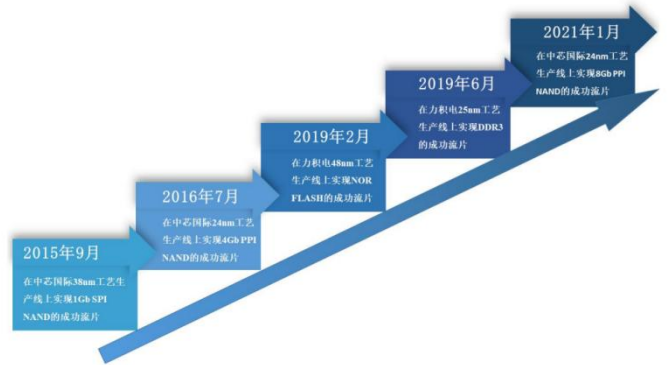 2015年9月
在中芯国际38nm工艺生
产线上实现1Gb SPI
NAND的成功流片
2016年7月
在中芯国际24nm工艺
生产线上实现4Gb PPI
NAND的成功流片
2019年2月
在力积电48nm工艺
生产线上实现NOR
FLASH的成功流片
2019年6月
在力积电25nm工艺
生产线上实现DDR3
的成功流片
2021年1月
在中芯国际24nm工艺
生产线上实现8Gb PPI
NAND的成功流片